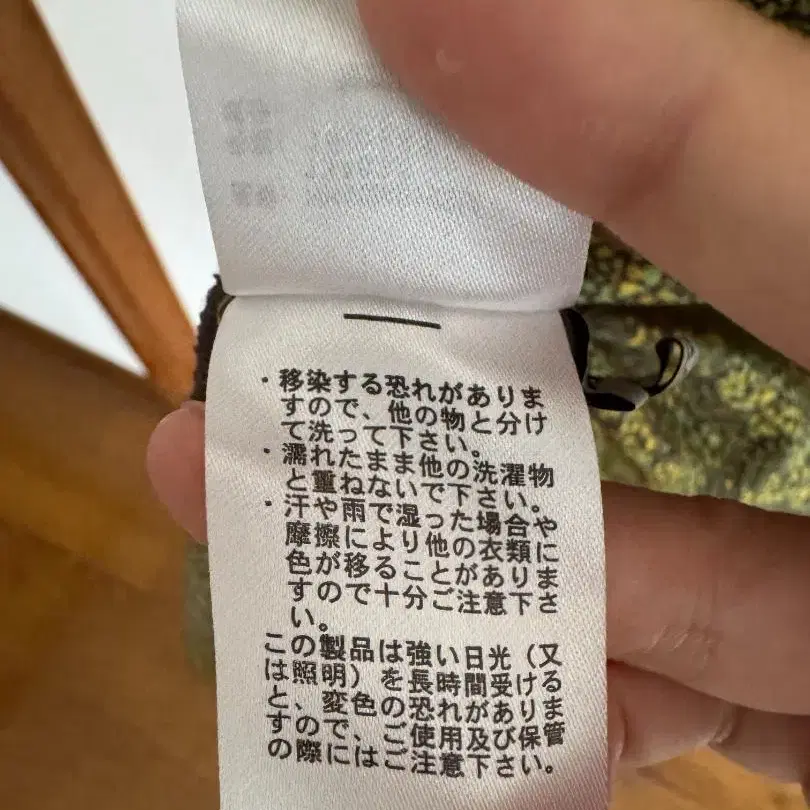 ・移染する恐れがありま
すので、他の物と分け
て洗って下さい。
・濡れたまま他の洗濯物
と重ねないで下さい。
・汗や雨で湿った場合や
摩擦により他の衣類に
色が移ることがありま
すので十分ご注意下さ
い。
この製品は強い日光（又
は照明）を長時間受ける
と、変色の恐れがありま
すので、ご使用及び保管
の際にはご注意下さい。